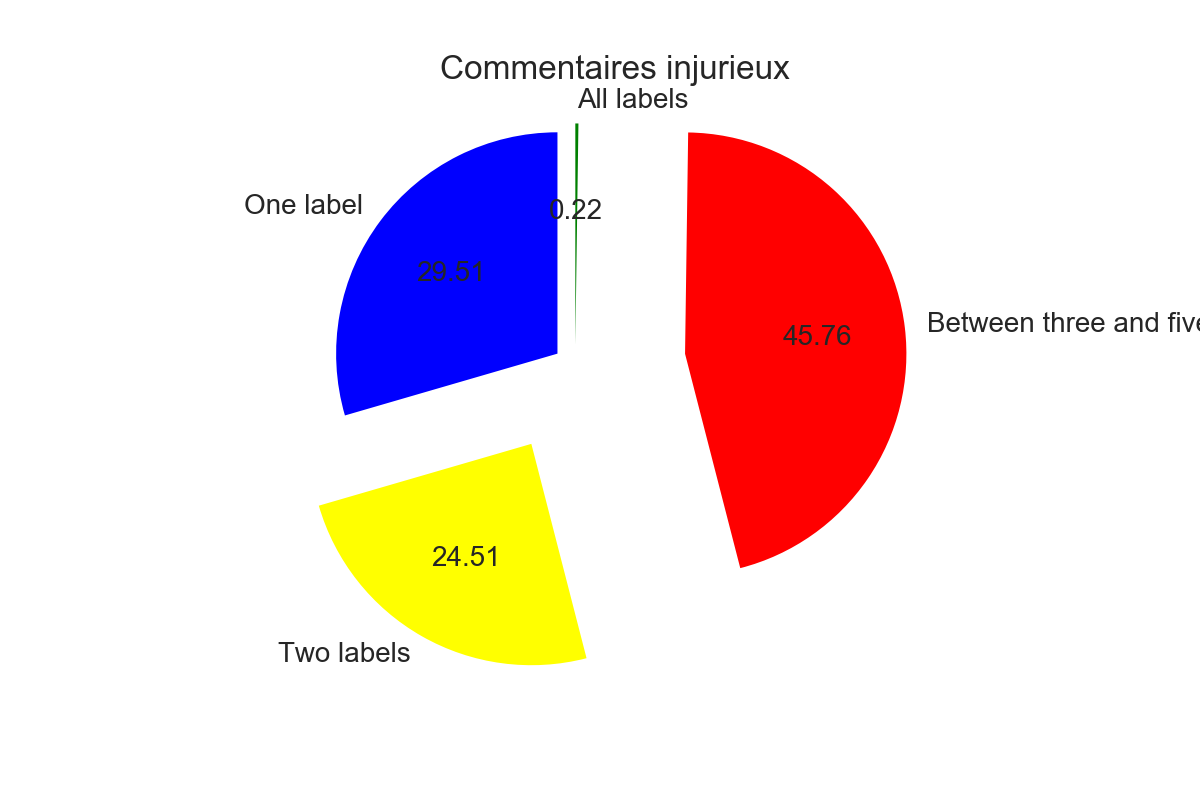 Commentaires injurieux
All labels
One label
0.22
29.51
Between three and five
45.76
24.51
Two labels